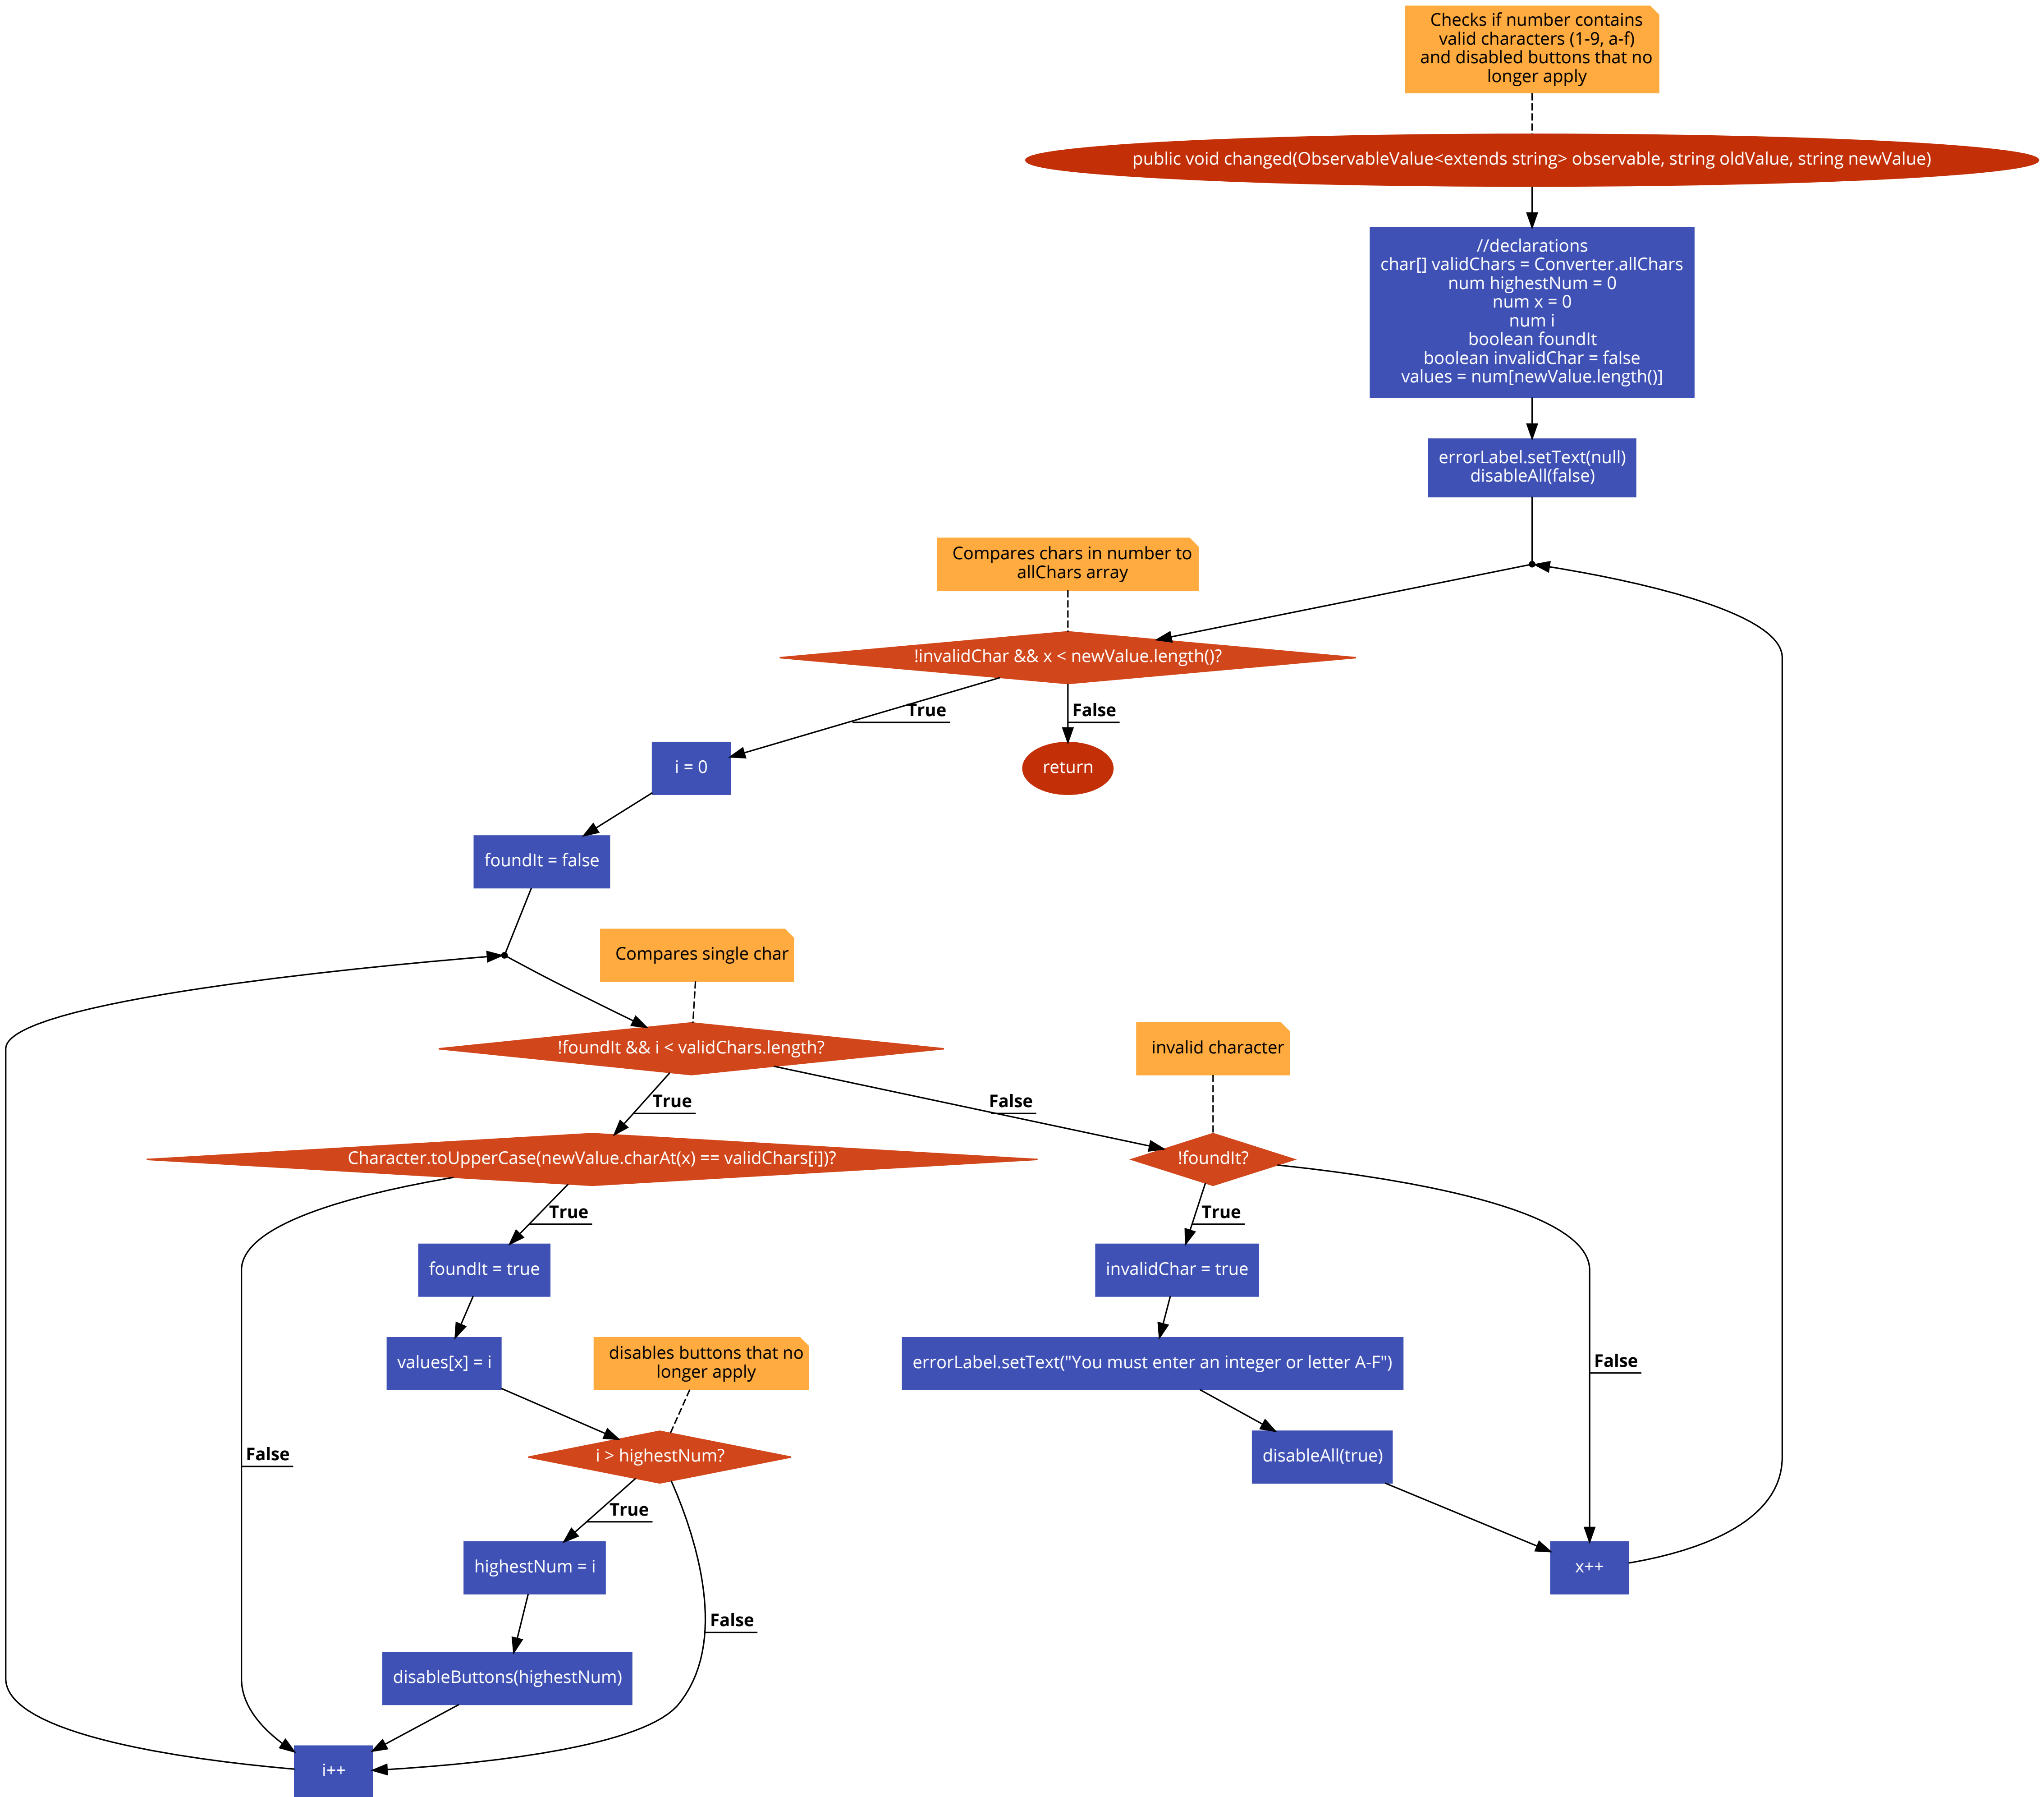 Checks if number contains
valid characters (1-9, a-f)
and disabled buttons that no
longer apply
public void changed(ObservableValue<extends string> observable, string oldValue, string newValue)
//declarations
char[] validChars = Converter.allChars
num highestNum = 0
num x = 0
num i
boolean foundIt
boolean invalidChar = false
values = num[newValue.length()]
errorLabel.setText(null)
disableAll(false)
Compares chars in number to
allChars array
!invalidChar && x < newValue.length()?
True
False
i = 0
return
foundIt = false
Compares single char
!foundIt && i < validChars.length?
invalid character
True
False
Character.toUpperCase(newValue.charAt(x) == validChars[i])?
!foundIt?
True
True
foundIt = true
invalidChar = true
values[x] = i
disables buttons that no
longer apply
errorLabel.setText("You must enter an integer or letter A-F")
False
False
i > highestNum?
disableAll(true)
True
highestNum = i
x++
False
disableButtons(highestNum)
i++